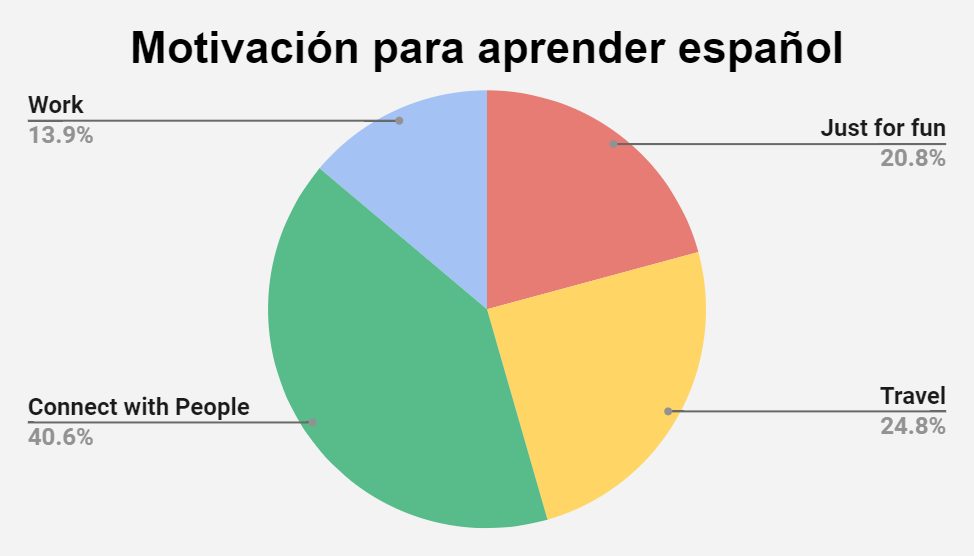 Motivación para aprender español
Work
13.9%
Just for fun
20.8%
Connect with People
40.6%
Travel
24.8%